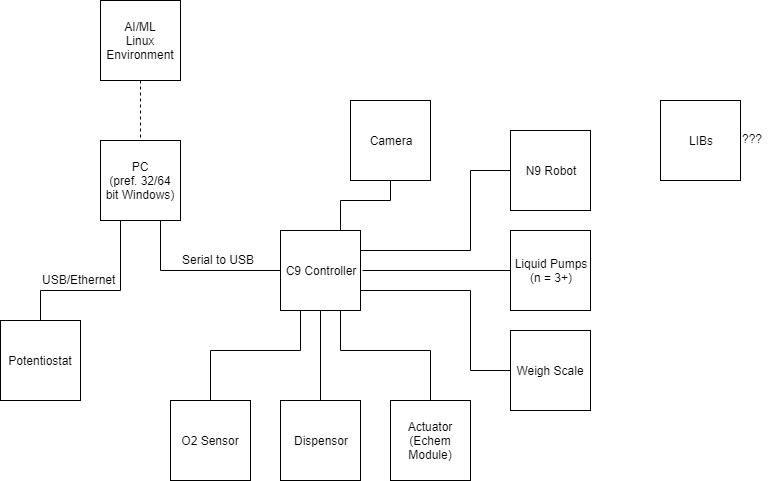 AI/ML
Linux
Environment
PC
(pref. 32/64
bit Windows)
Camera
N9 Robot
LIBs
???
Serial to USB
C9 Controller
Liquid Pumps
(n = 3+)
USB/Ethernet
Potentiostat
Weigh Scale
O2 Sensor
Dispensor
Actuator
(Echem
Module)